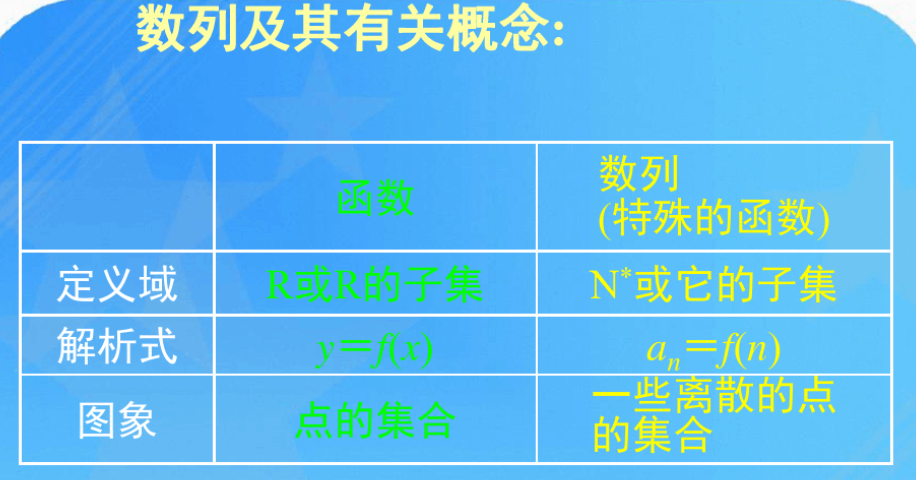 数列及其有关概念:
函数
数列
(特殊的函数)
定义域
R或R的子集
N*或它的子集
解析式
y=f(x)
aₙ=f(n)
图象
点的集合
一些离散的点
的集合